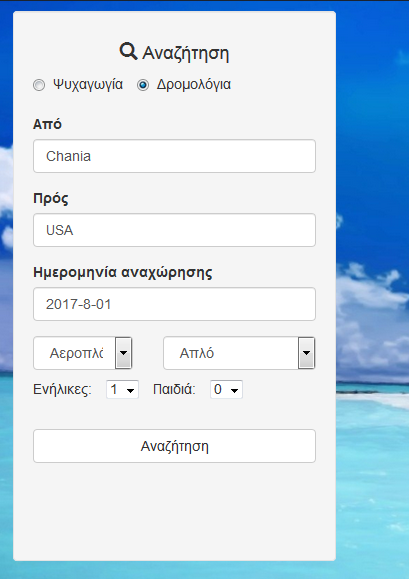 Αναζήτηση
Ψυχαγωγία Δρομολόγια
Από
Chania
Πρός
USA
Ημερομηνία αναχώρησης
2017-8-01
Αεροπλά Απλό
Ενήλικες: 1 Παιδιά: 0
Αναζήτηση